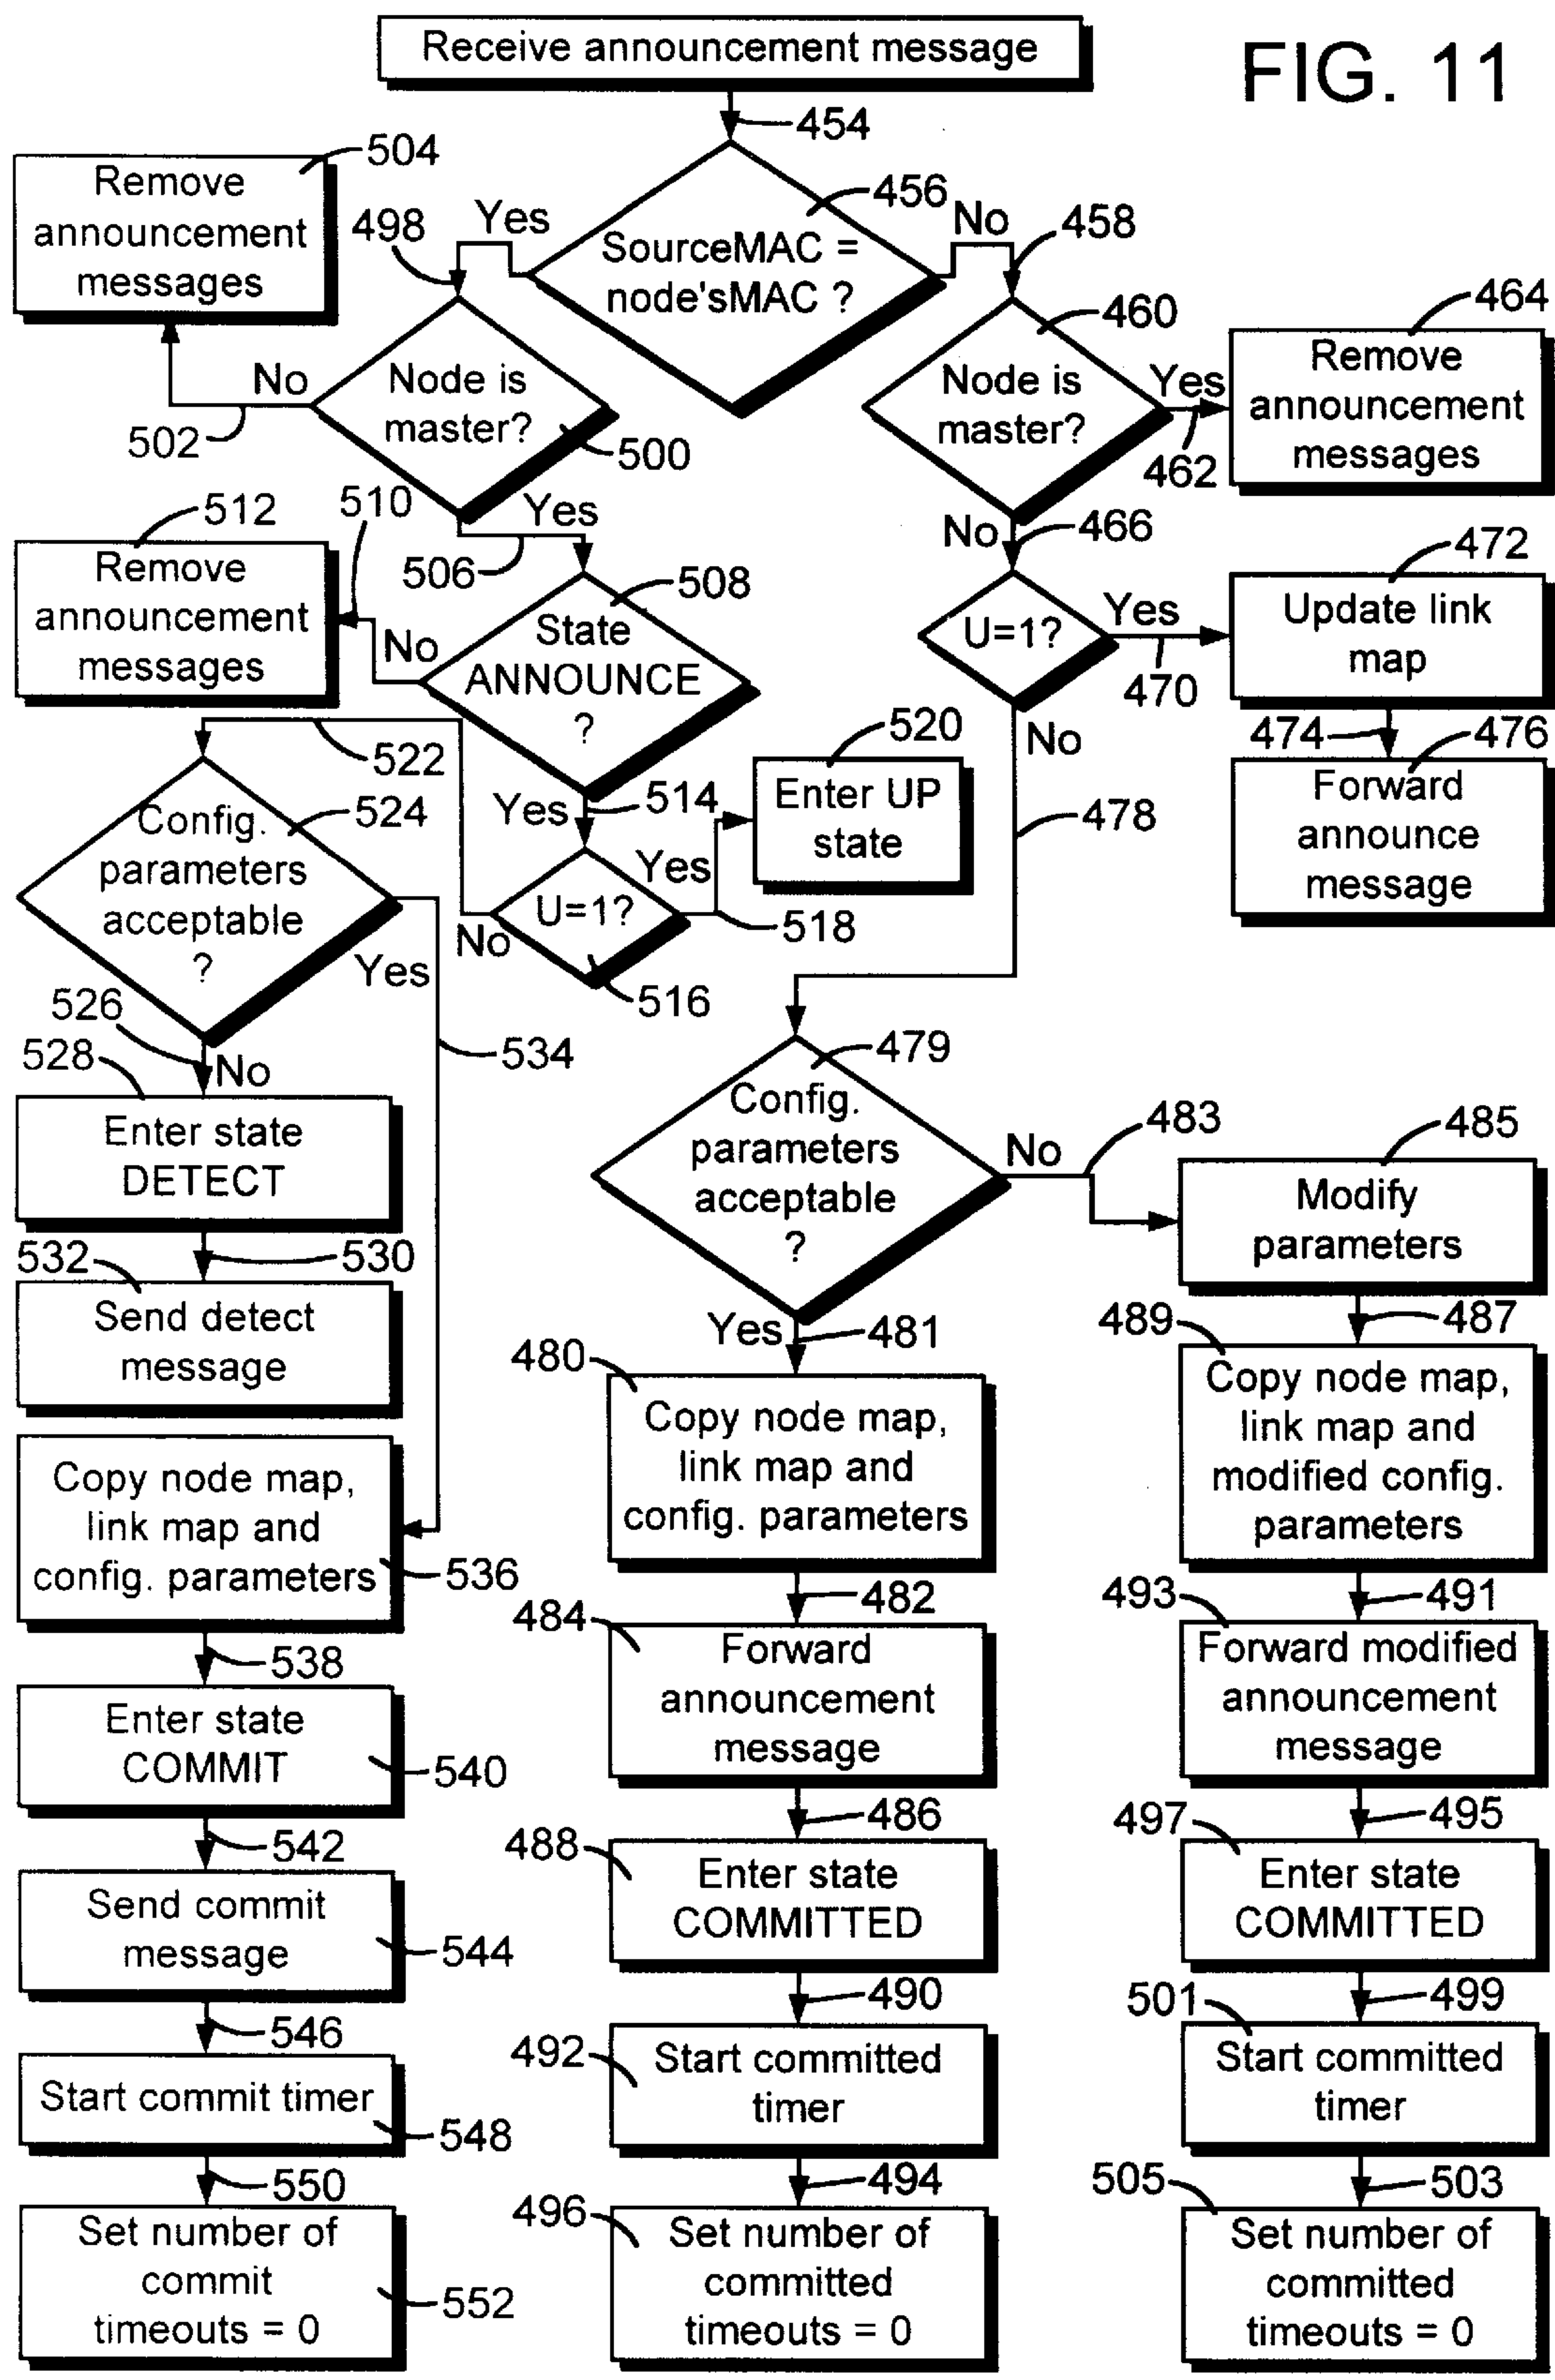 Receive announcement message
FIG. 11
454
504
Remove
announcement
messages
498
Yes
456
SourceMAC =
node'sMAC ?
No
458
460
464
Remove
announcement
messages
No
502
Node is
master?
500
Node is
master?
Yes
462
512
510
Yes
506
No
466
Remove
announcement
messages
No
508
State
ANNOUNCE
?
U=1?
Yes
470
472
Update link
map
474
476
Forward
announce
message
522
Yes
514
520
Enter UP
state
No
478
524
Config.
parameters
acceptable
?
Yes
U=1?
Yes
518
No
516
526
No
534
528
Enter state
DETECT
479
Config.
parameters
acceptable
?
No
483
485
Modify
parameters
532
530
Send detect
message
Yes
481
487
480
489
Copy node map,
link map and
config. parameters
536
Copy node map,
link map and
config. parameters
Copy node map,
link map and
modified config.
parameters
538
482
491
484
493
Enter state
COMMIT
540
Forward
announcement
message
Forward modified
announcement
message
542
486
495
488
497
Send commit
message
544
Enter state
COMMITTED
Enter state
COMMITTED
546
490
499
492
501
Start commit timer
548
Start committed
timer
Start committed
timer
550
494
503
496
505
Set number of
commit
timeouts = 0
552
Set number of
committed
timeouts = 0
Set number of
committed
timeouts = 0